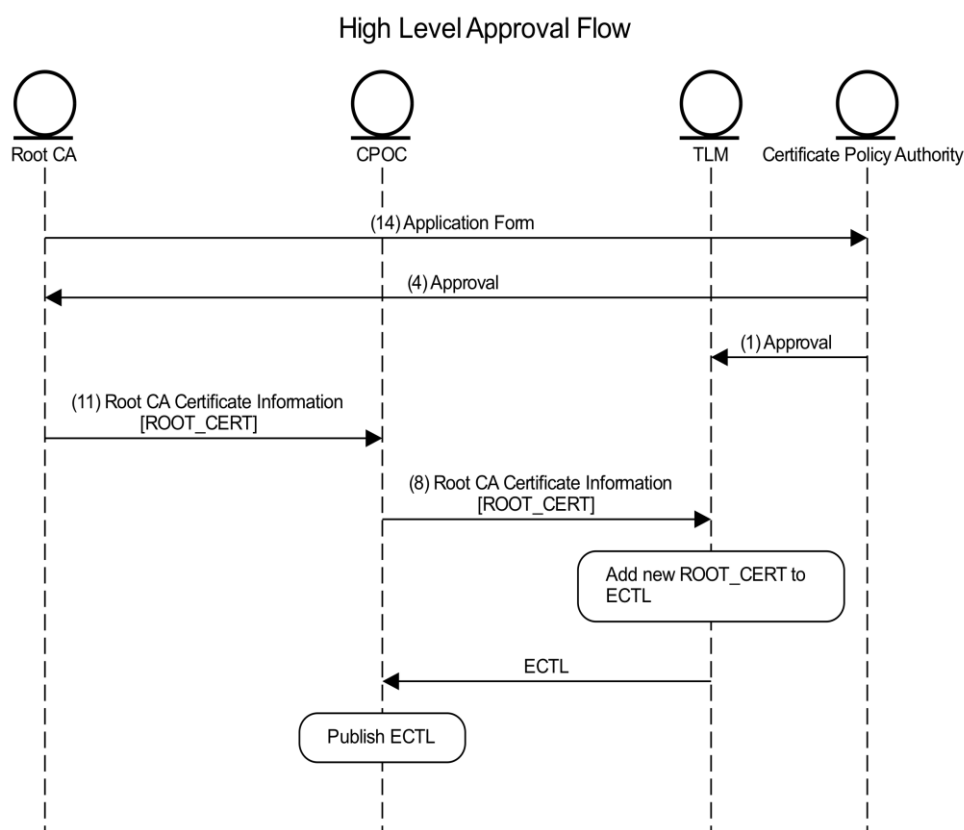 High Level Approval Flow
Root CA
CPOC
TLM
Certificate Policy Authority
(14) Application Form
(4) Approval
(1) Approval
(11) Root CA Certificate Information
[ROOT_CERT]
(8) Root CA Certificate Information
[ROOT_CERT]
Add new ROOT_CERT to
ECTL
ECTL
Publish ECTL